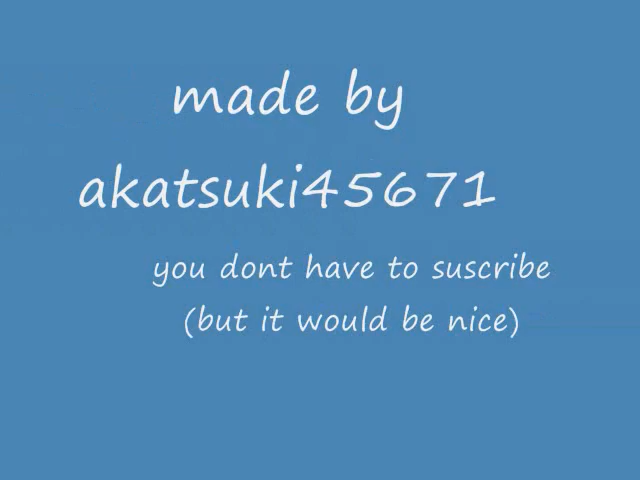 made by
akatsuki45671
you dont have to suscribe
(but it would be nice)